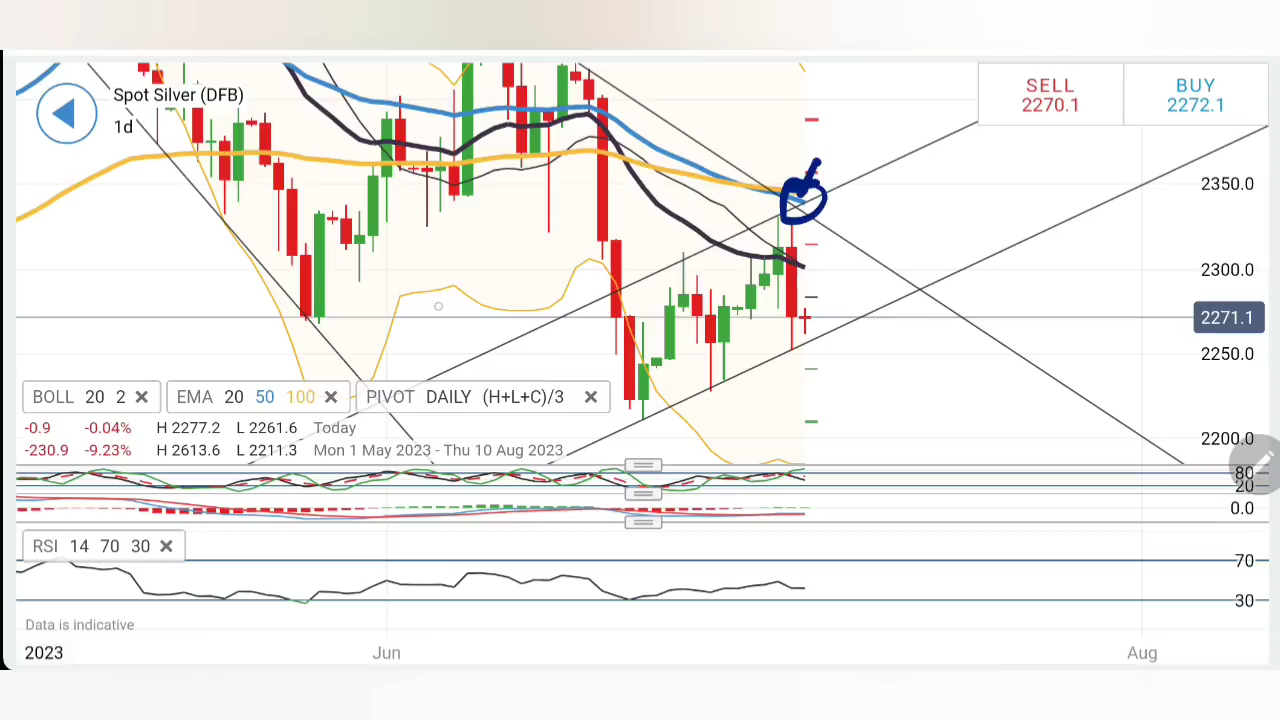 Spot Silver (DFB)
1d
SELL
2270.1
BUY
2272.1
2350.0
2300.0
2271.1
2250.0
2200.0
BOLL 20 2
EMA 20 50 100
PIVOT DAILY (H+L+C)/3
-0.9 -0.04% H 2277.2 L 2261.6 Today
-230.9 -9.23% H 2613.6 L 2211.3 Mon 1 May 2023 - Thu 10 Aug 2023
80
20
0.0
RSI 14 70 30
70
30
Data is indicative
2023 Jun Aug